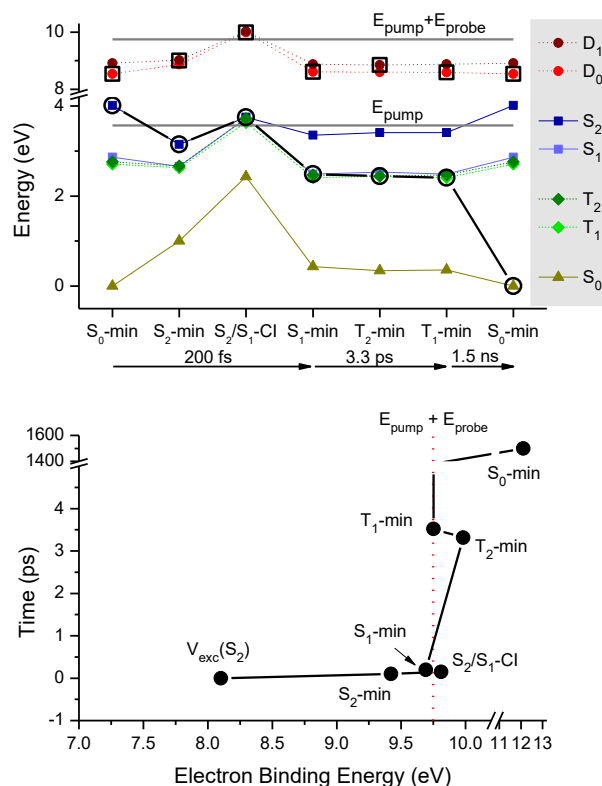 10
8
4
2
0
Energy (eV)
E_pump+E_probe
E_pump
D_1
D_0
S_2
S_1
T_2
T_1
S_0
S_0-min S_2-min S_2/S_1-CI S_1-min T_2-min T_1-min S_0-min
200 fs 3.3 ps 1.5 ns
E_pump + E_probe
1600
1400
5
4
3
2
1
0
-1
Time (ps)
S_0-min
T_1-min
T_2-min
S_1-min
V_exc(S_2)
S_2/S_1-CI
S_2-min
7.0 7.5 8.0 8.5 9.0 9.5 10.0 11 12 13
Electron Binding Energy (eV)